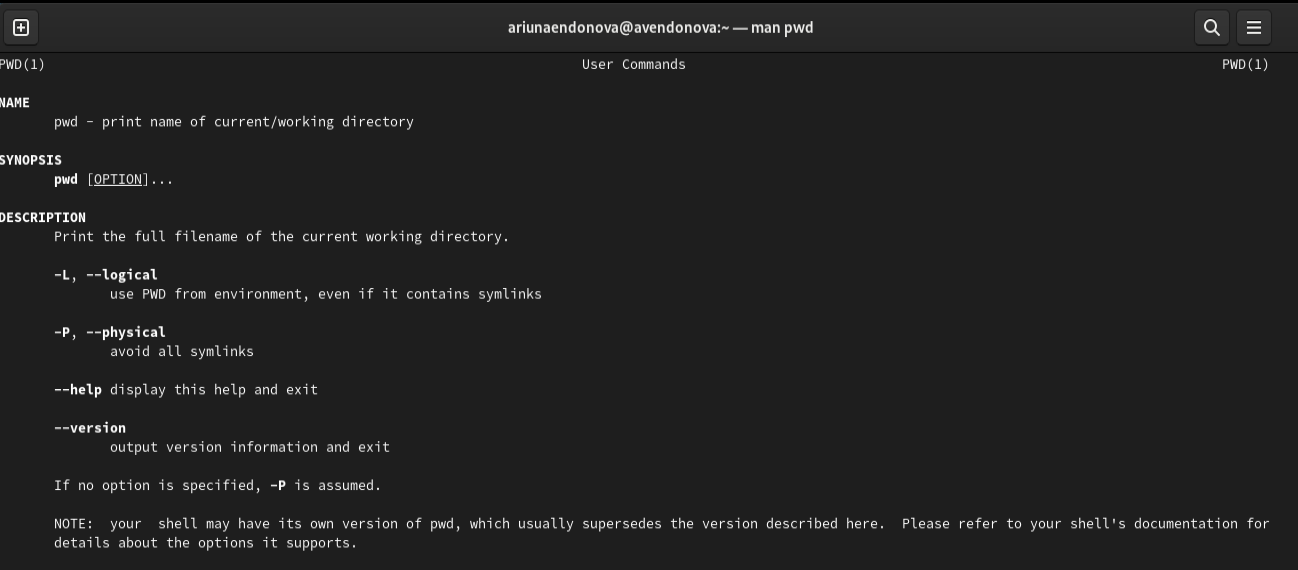 ariunaendonova@avendonova:~ — man pwd
PWD(1) User Commands PWD(1)
NAME
pwd - print name of current/working directory
SYNOPSIS
pwd [OPTION]...
DESCRIPTION
Print the full filename of the current working directory.
-L, --logical
use PWD from environment, even if it contains symlinks
-P, --physical
avoid all symlinks
--help display this help and exit
--version
output version information and exit
If no option is specified, -P is assumed.
NOTE:  your  shell may have its own version of pwd, which usually supersedes the version described here.  Please refer to your shell's documentation for
details about the options it supports.